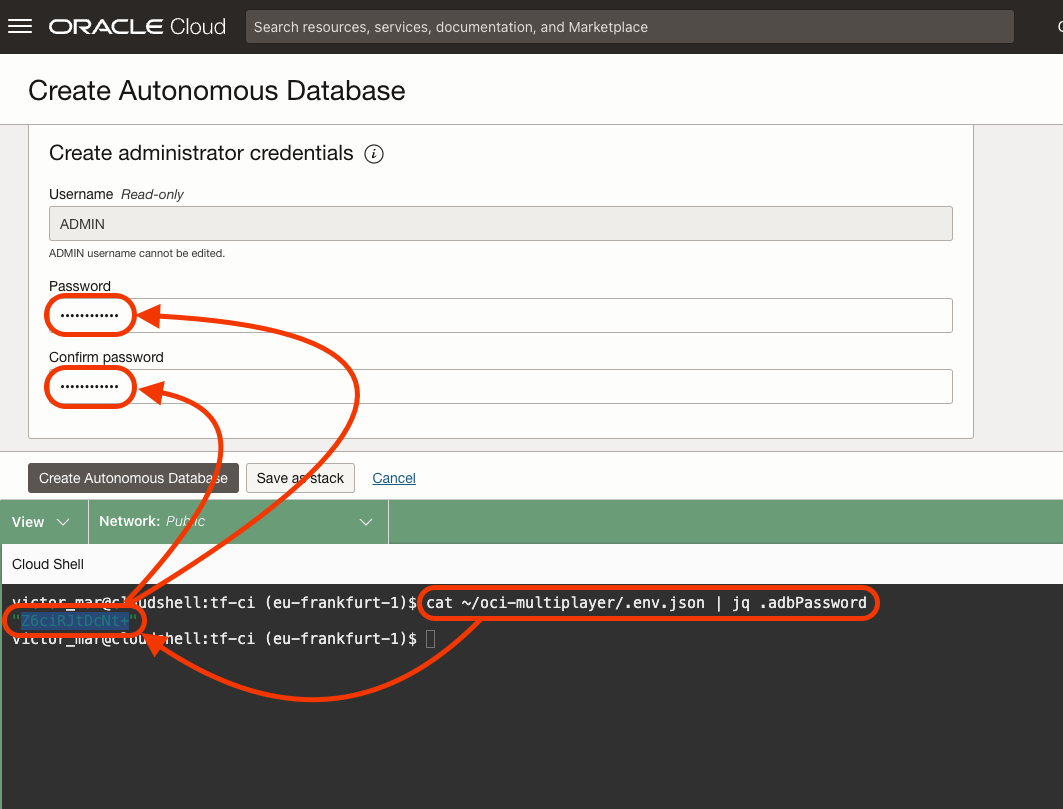 ORACLE Cloud
Search resources, services, documentation, and Marketplace
Create Autonomous Database
Create administrator credentials i
Username Read-only
ADMIN
ADMIN username cannot be edited.
Password
••••••••••••
Confirm password
••••••••••••
Create Autonomous Database Save as stack Cancel
View Network: Public
Cloud Shell
victor_mar@cloudshell:tf-ci (eu-frankfurt-1)$ cat ~/oci-multiplayer/.env.json | jq .adbPassword
"Z6ciRJtDcNt+"
victor_mar@cloudshell:tf-ci (eu-frankfurt-1)$